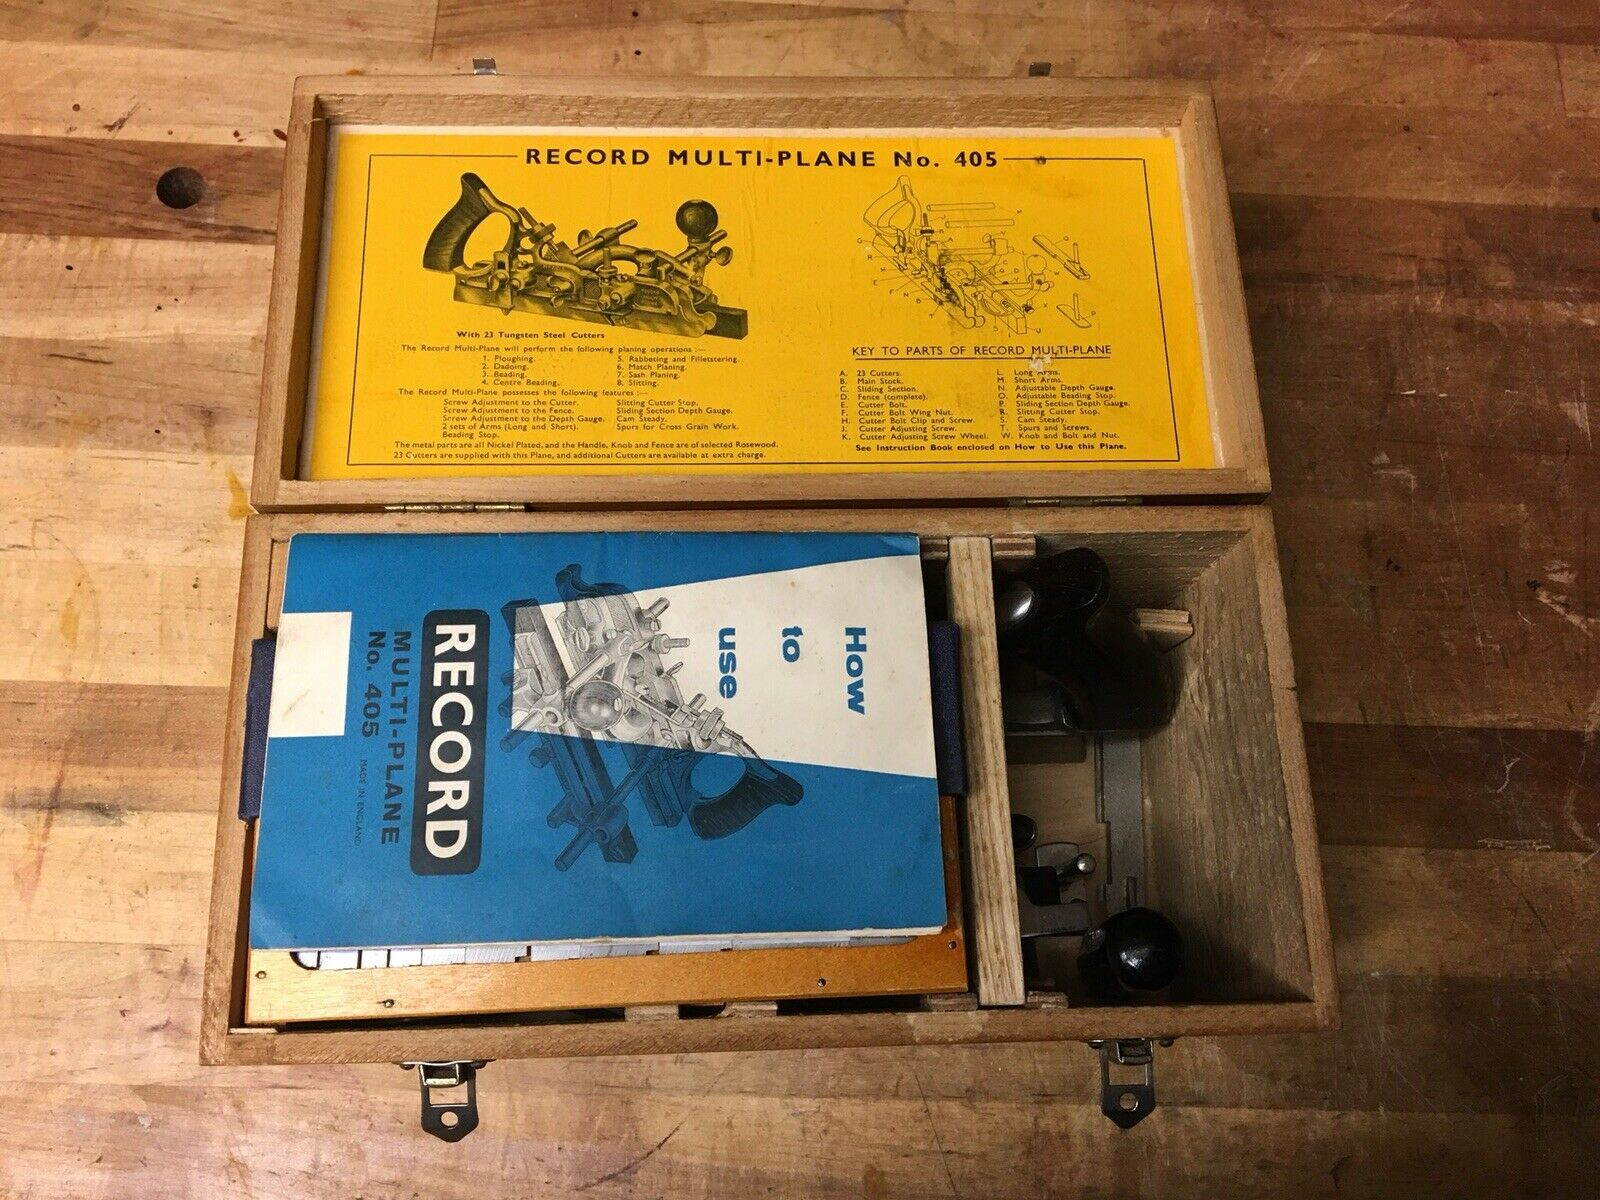 RECORD MULTI-PLANE No. 405
With 23 Tungsten Steel Cutters
The Record Multi-Plane will perform the following planing operations :—
1. Ploughing.
2. Dadoing.
3. Beading.
4. Centre Beading.
5. Rabbeting and Filletstering.
6. Match Planing.
7. Sash Planing.
8. Slitting.
The Record Multi-Plane possesses the following features :—
Screw Adjustment to the Cutter.
Screw Adjustment to the Fence.
Screw Adjustment to the Depth Gauge.
2 sets of Arms (Long and Short).
Beading Stop.
Slitting Cutter Stop.
Sliding Section Depth Gauge.
Cam Steady.
Spurs for Cross Grain Work.
The metal parts are all Nickel Plated, and the Handle, Knob and Fence are of selected Rosewood.
23 Cutters are supplied with this Plane, and additional Cutters are available at extra charge.
KEY TO PARTS OF RECORD MULTI-PLANE
A. 23 Cutters.
B. Main Stock.
C. Sliding Section.
D. Fence (complete).
E. Cutter Bolt.
F. Cutter Bolt Wing Nut.
H. Cutter Bolt Clip and Screw.
J. Cutter Adjusting Screw.
K. Cutter Adjusting Screw Wheel.
L. Long Arms.
M. Short Arms.
N. Adjustable Depth Gauge.
O. Adjustable Beading Stop.
P. Sliding Section Depth Gauge.
R. Slitting Cutter Stop.
S. Cam Steady.
T. Spurs and Screws.
W. Knob and Bolt and Nut.
See Instruction Book enclosed on How to Use this Plane.
How
to
use
RECORD
MULTI-PLANE
No. 405
MADE IN ENGLAND